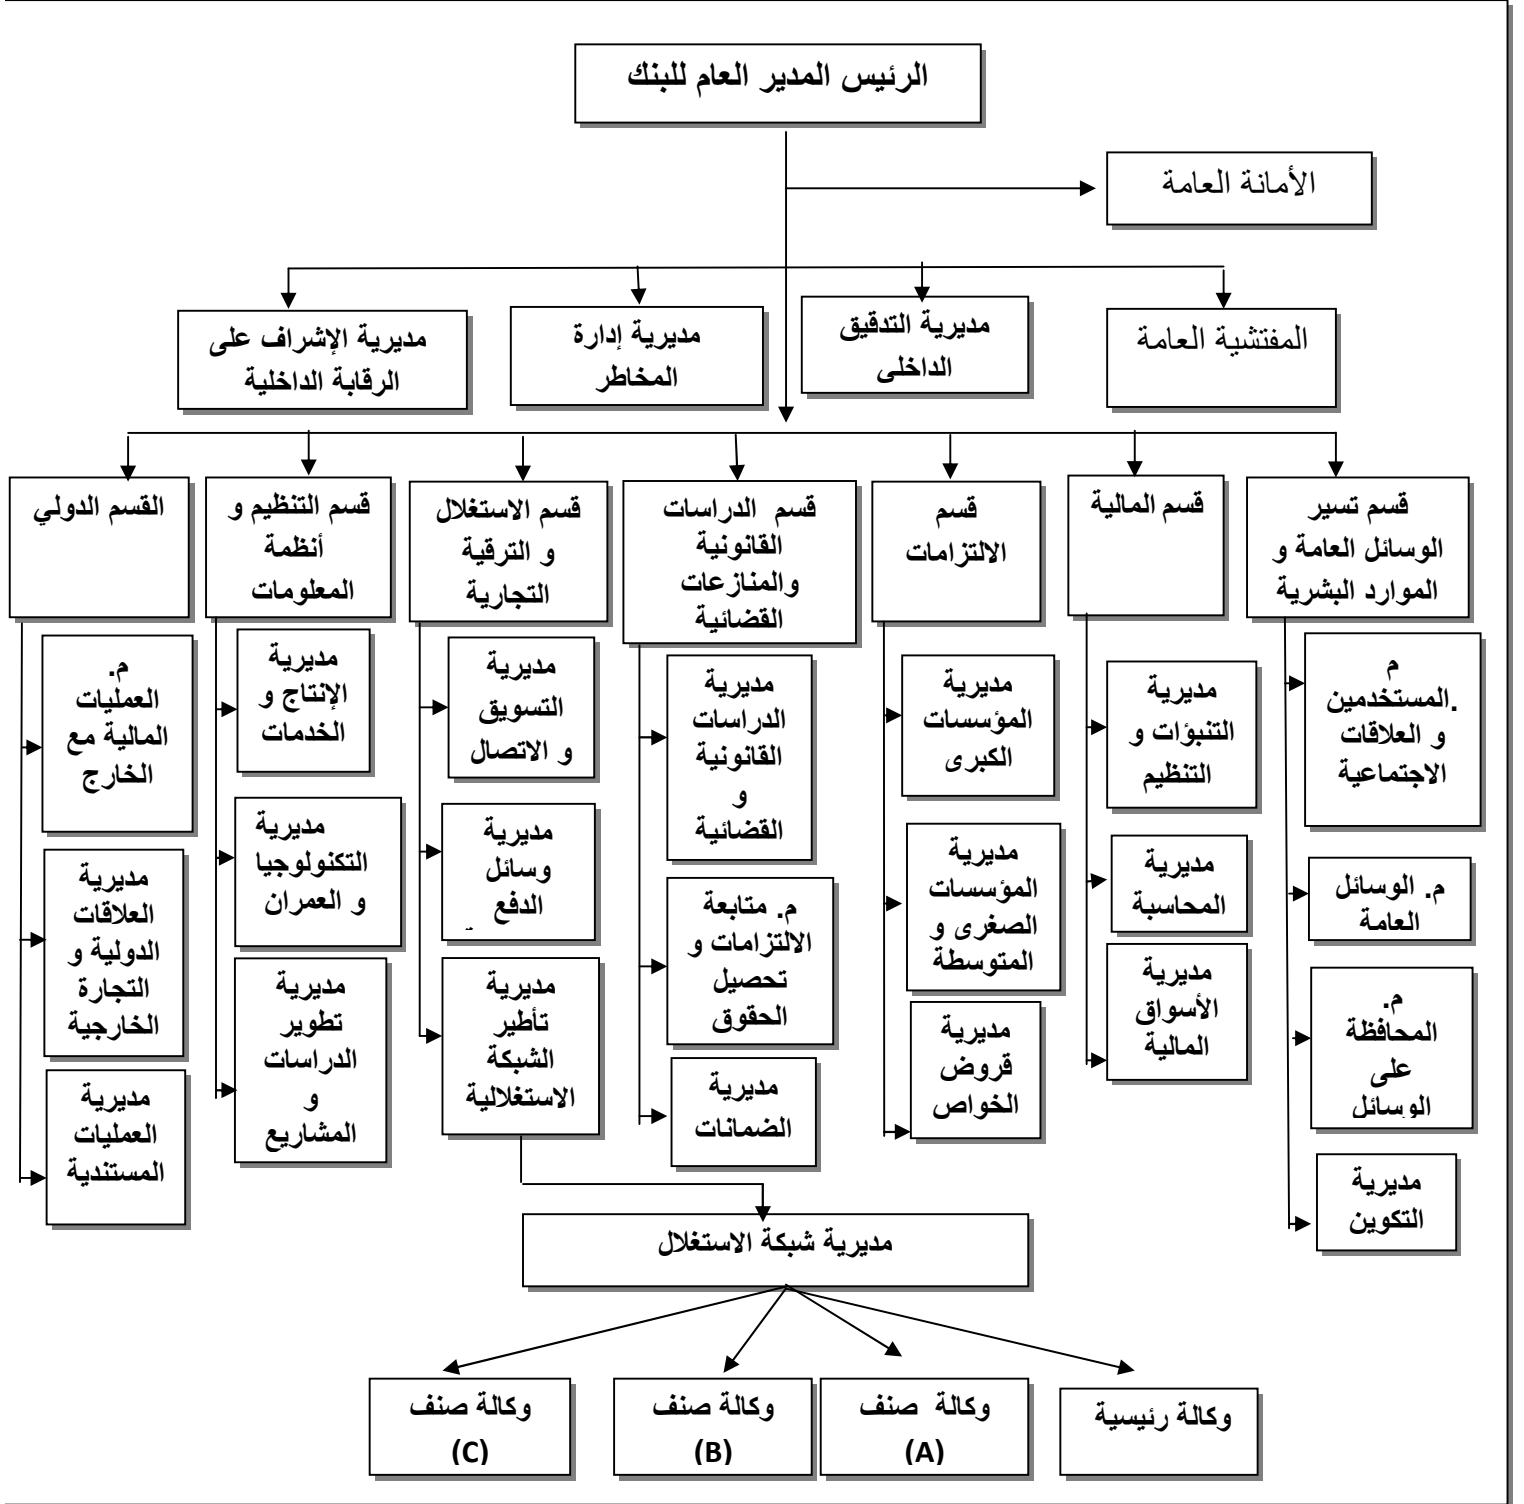 الرئيس المدير العام للبنك
الأمانة العامة
المفتشية العامة
مديرية التدقيق
الداخلى
مديرية إدارة
المخاطر
مديرية الإشراف على
الرقابة الداخلية
قسم تسير
الوسائل العامة و
الموارد البشرية
قسم المالية
قسم
الالتزامات
قسم الدراسات
القانونية
والمنازعات
القضائية
قسم الاستغلال
و الترقية
التجارية
قسم التنظيم و
أنظمة
المعلومات
القسم الدولي
م
.المستخدمين
و العلاقات
الاجتماعية
م. الوسائل
العامة
م.
المحافظة
على
الوسائل
مديرية
التكوين
مديرية
التنبؤات و
التنظيم
مديرية
المحاسبة
مديرية
الأسواق
المالية
مديرية
المؤسسات
الكبرى
مديرية
المؤسسات
الصغرى و
المتوسطة
مديرية
قروض
الخواص
مديرية
الدراسات
القانونية
و
القضائية
م. متابعة
الالتزامات و
تحصيل
الحقوق
مديرية
الضمانات
مديرية
التسويق
و الاتصال
مديرية
وسائل
الدفع
مديرية
تأطير
الشبكة
الاستغلالية
مديرية
الإنتاج و
الخدمات
مديرية
التكنولوجيا
و العمران
مديرية
تطوير
الدراسات
و
المشاريع
م.
العمليات
المالية مع
الخارج
مديرية
العلاقات
الدولية و
التجارة
الخارجية
مديرية
العمليات
المستندية
مديرية شبكة الاستغلال
وكالة رئيسية
وكالة صنف
(A)
وكالة صنف
(B)
وكالة صنف
(C)